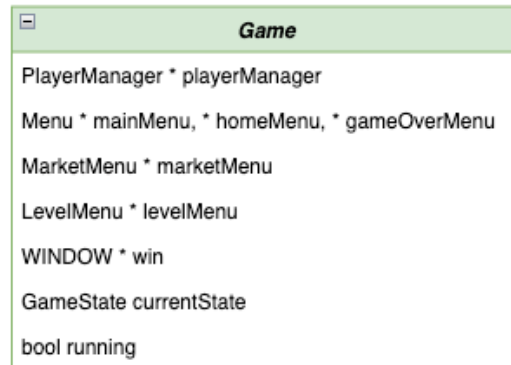 Game
PlayerManager * playerManager
Menu * mainMenu, * homeMenu, * gameOverMenu
MarketMenu * marketMenu
LevelMenu * levelMenu
WINDOW * win
GameState currentState
bool running